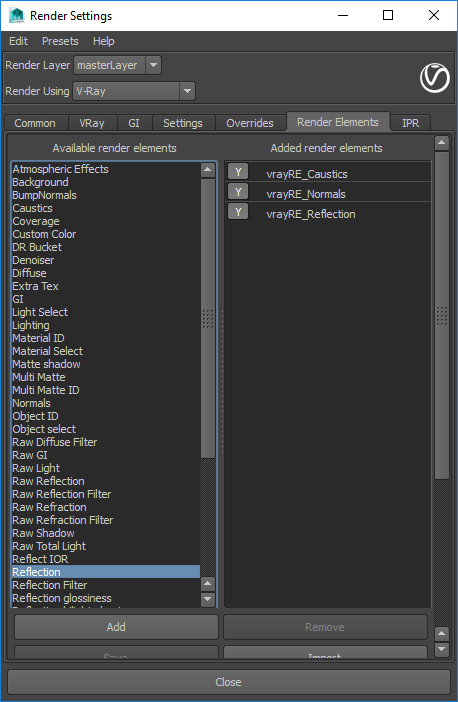 Render Settings
Edit Presets Help
Render Layer masterLayer
Render Using V-Ray
Common VRay GI Settings Overrides Render Elements IPR
Available render elements
Atmospheric Effects
Background
BumpNormals
Caustics
Coverage
Custom Color
DR Bucket
Denoiser
Diffuse
Extra Tex
GI
Light Select
Lighting
Material ID
Material Select
Matte shadow
Multi Matte
Multi Matte ID
Normals
Object ID
Object select
Raw Diffuse Filter
Raw GI
Raw Light
Raw Reflection
Raw Reflection Filter
Raw Refraction
Raw Refraction Filter
Raw Shadow
Raw Total Light
Reflect IOR
Reflection
Reflection Filter
Reflection glossiness
Added render elements
Y vrayRE_Caustics
Y vrayRE_Normals
Y vrayRE_Reflection
Add Remove
Save Import
Close